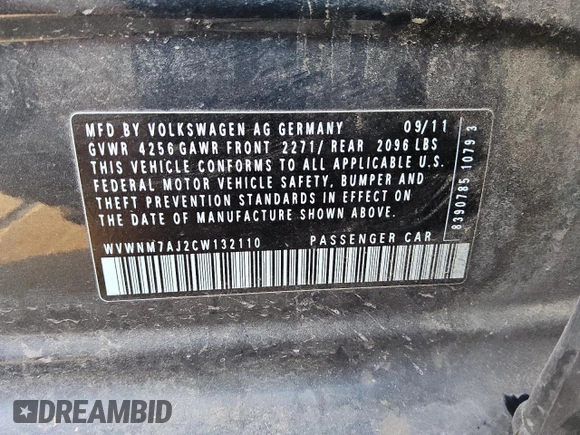 MFD BY VOLKSWAGEN AG GERMANY 09/11
GVWR 4256 GAWR FRONT 2271/ REAR 2096 LBS
THIS VEHICLE CONFORMS TO ALL APPLICABLE U.S.
FEDERAL MOTOR VEHICLE SAFETY, BUMPER AND
THEFT PREVENTION STANDARDS IN EFFECT ON
THE DATE OF MANUFACTURE SHOWN ABOVE.
WVWNM7AJ2CW132110 PASSENGER CAR
8390785 1079 3
DREAMBID